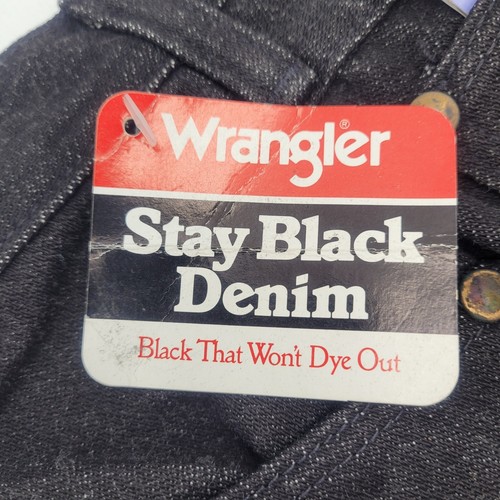 Wrangler®
Stay Black
Denim
Black That Won't Dye Out